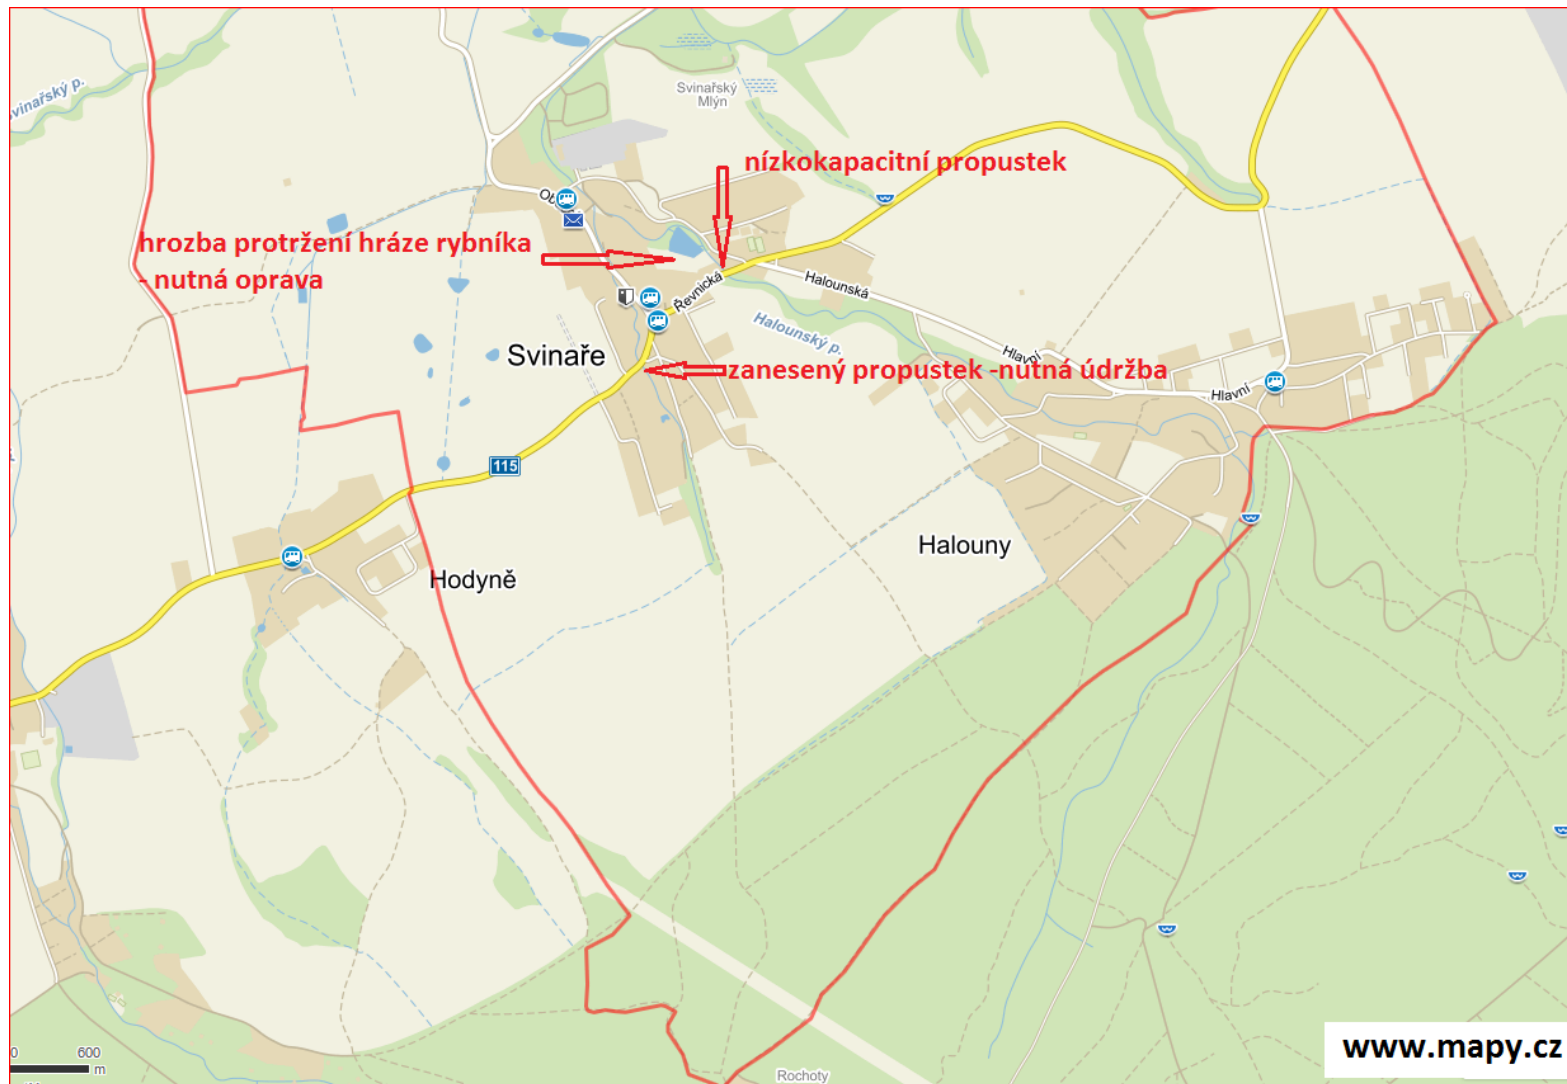 Svinařský p.
Svinařský
Mlýn
nízkokapacitní propustek
hrozba protržení hráze rybníka
- nutná oprava
Řevnická
Halounská
Halounský p.
Hlavní
Svinaře
zanesený propustek -nutná údržba
Hlavní
115
Halouny
Hodyně
600
m
Rochoty
www.mapy.cz